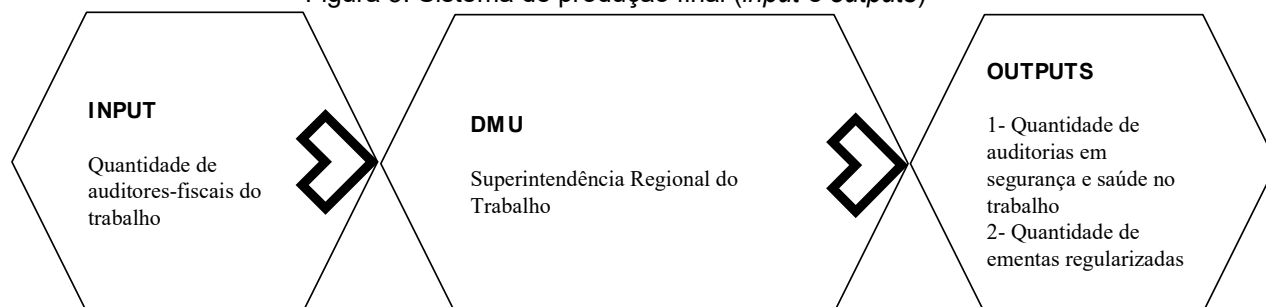 INPUT
Quantidade de
auditores-fiscais do
trabalho
DMU
Superintendência Regional do
Trabalho
OUTPUTS
1- Quantidade de
auditorias em
segurança e saúde no
trabalho
2- Quantidade de
ementas regularizadas